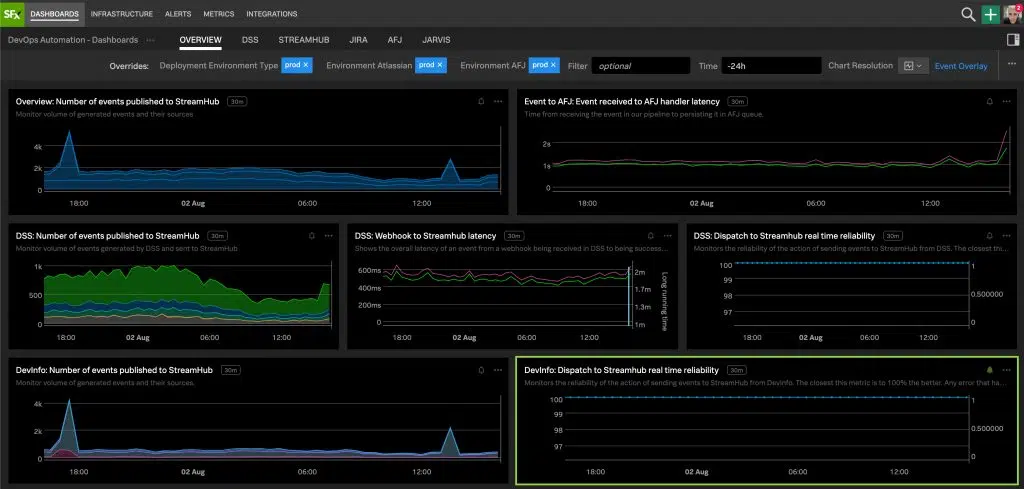 SFx DASHBOARDS INFRASTRUCTURE ALERTS METRICS INTEGRATIONS 2
DevOps Automation - Dashboards ••• OVERVIEW DSS STREAMHUB JIRA AFJ JARVIS
Overrides: Deployment Environment Type prod × Environment Atlassian prod × Environment AFJ prod × Filter optional Time -24h Chart Resolution Event Overlay •••
Overview: Number of events published to StreamHub 30m
Monitor volume of generated events and their sources
4k
2k
0
18:00 02 Aug 06:00 12:00
Event to AFJ: Event received to AFJ handler latency 30m
Time from receiving the event in our pipeline to persisting it in AFJ queue.
2s
1s
0
18:00 02 Aug 06:00 12:00
DSS: Number of events published to StreamHub 30m
Monitor volume of events generated by DSS and sent to StreamHub
1k
500
0
18:00 02 Aug 06:00 12:00
DSS: Webhook to Streamhub latency 30m
Shows the overall latency of an event from a webhook being received in DSS to being success...
600ms 2m
400ms 1.7m
200ms 1.3m
0 1m
Long running time
18:00 02 Aug 06:00 12:00
DSS: Dispatch to Streamhub real time reliability 30m
Monitors the reliability of the action of sending events to StreamHub from DSS. The closest thi...
100 1
99
98 0.500000
97 0
18:00 02 Aug 06:00 12:00
DevInfo: Number of events published to StreamHub 30m
Monitor volume of generated events and their sources.
4k
2k
0
18:00 02 Aug 06:00 12:00
DevInfo: Dispatch to Streamhub real time reliability 30m
Monitors the reliability of the action of sending events to StreamHub from DevInfo. The closest this metric is to 100% the better. Any error that ha...
100 1
99
98 0.500000
97 0
18:00 02 Aug 06:00 12:00